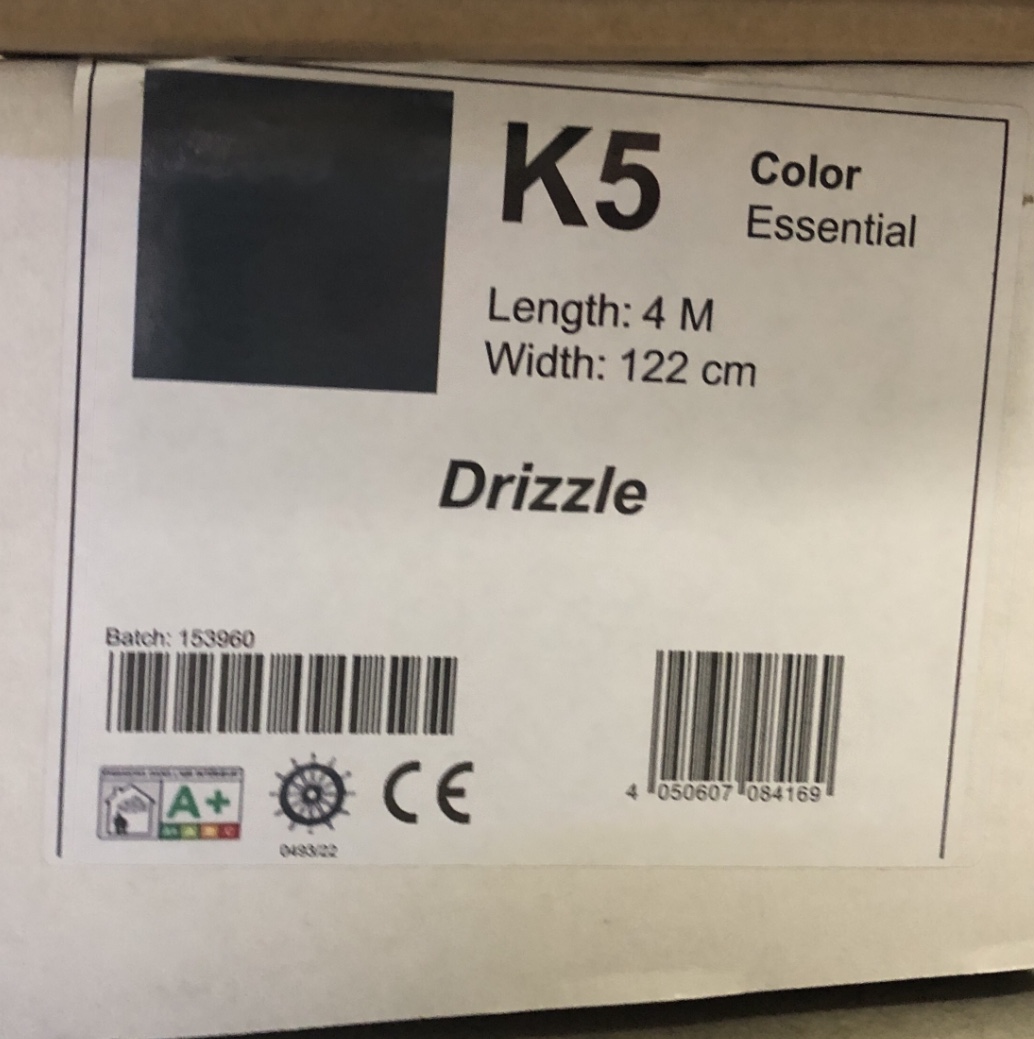 K5
Color
Essential
Length: 4 M
Width: 122 cm
Drizzle
Batch: 153960
4 050607 084169
A+
CE
0493/22